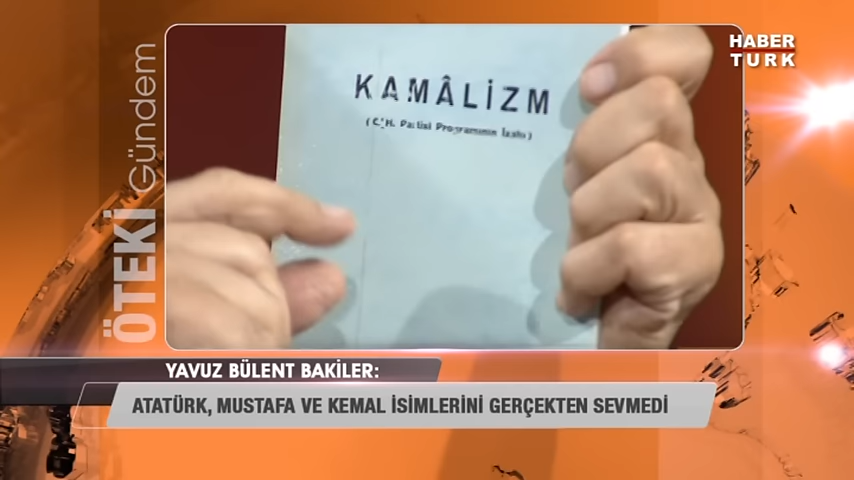 HABER
TURK
ÖTEKİ Gündem
KAMÂLİZM
( C.H. Partisi Programının İzahı )
YAVUZ BÜLENT BAKİLER:
ATATÜRK, MUSTAFA VE KEMAL İSİMLERİNİ GERÇEKTEN SEVMEDİ